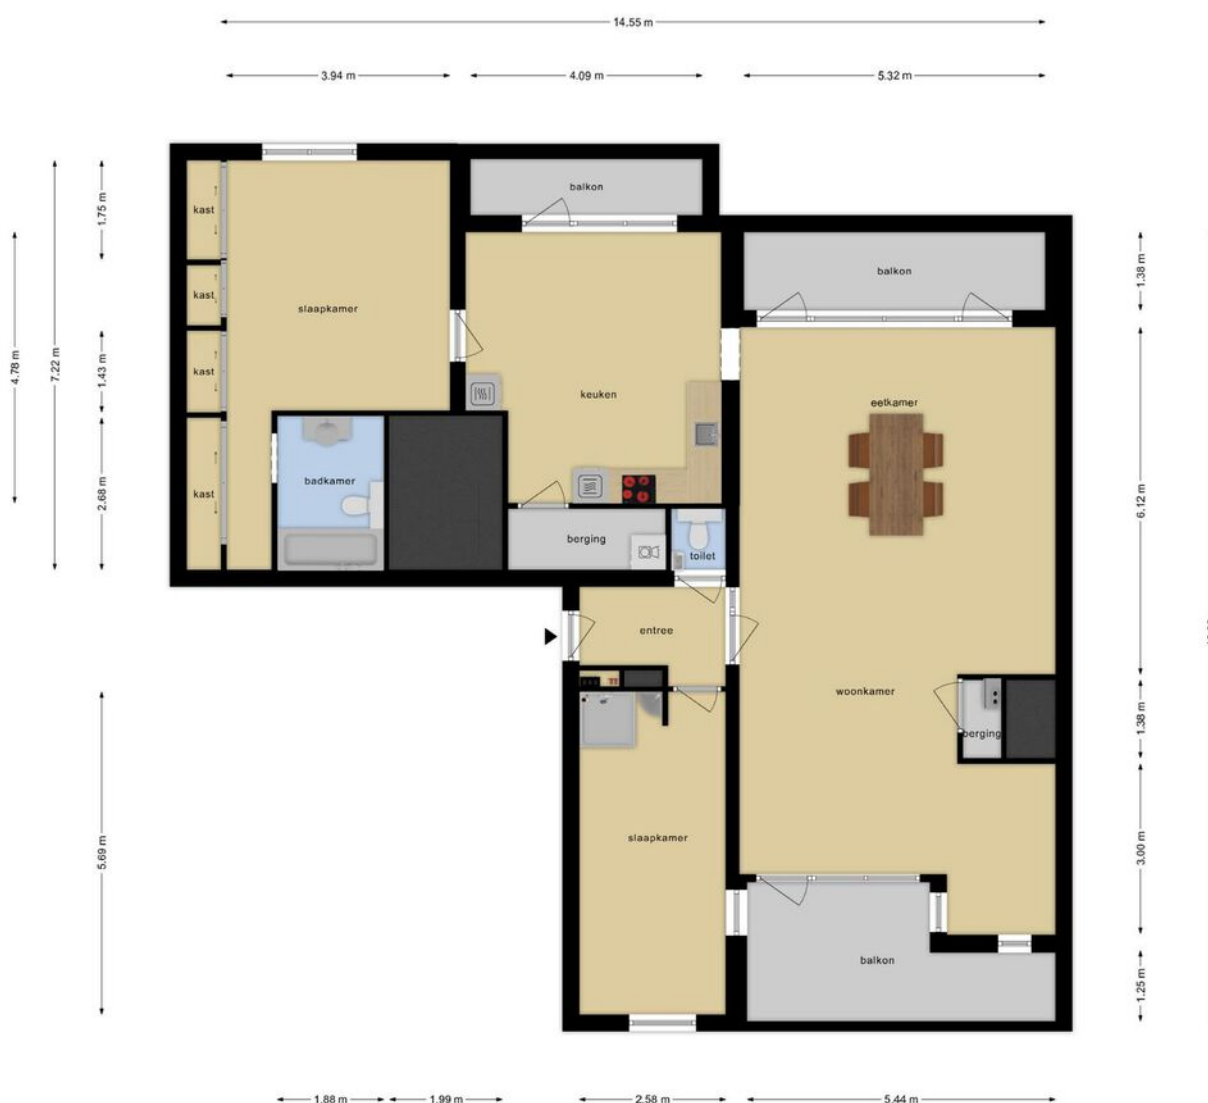 14.55 m
3.94 m
4.09 m
5.32 m
balkon
1.75 m
kast
balkon
1.38 m
kast
slaapkamer
4.78 m
7.22 m
1.43 m
kast
keuken
eetkamer
2.68 m
kast
badkamer
6.12 m
berging
toilet
entree
woonkamer
1.38 m
berging
5.69 m
slaapkamer
3.00 m
balkon
1.25 m
1.88 m
1.99 m
2.58 m
5.44 m